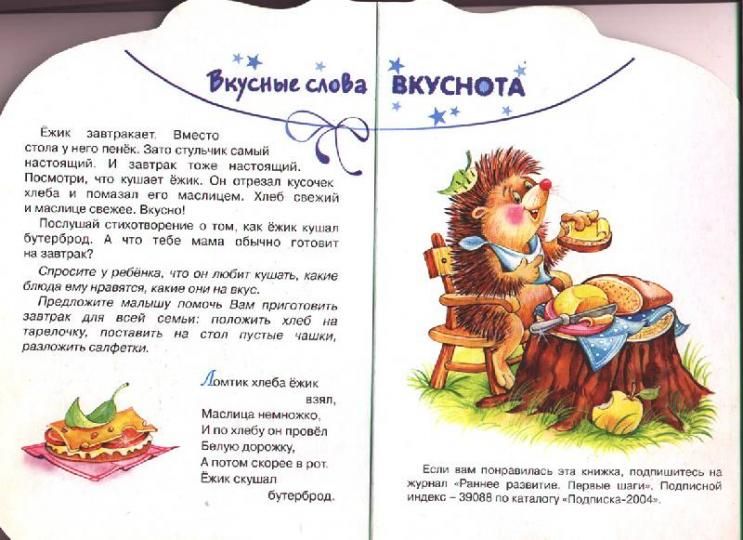 Вкусные слова
Ёжик завтракает. Вместо
стола у него пенёк. Зато стульчик самый
настоящий. И завтрак тоже настоящий.
Посмотри, что кушает ёжик. Он отрезал кусочек
хлеба и помазал его маслицем. Хлеб свежий
и маслице свежее. Вкусно!
Послушай стихотворение о том, как ёжик кушал
бутерброд. А что тебе мама обычно готовит
на завтрак?
Спросите у ребёнка, что он любит кушать, какие
блюда ему нравятся, какие они на вкус.
Предложите малышу помочь Вам приготовить
завтрак для всей семьи: положить хлеб на
тарелочку, поставить на стол пустые чашки,
разложить салфетки.
Ломтик хлеба ёжик
взял,
Маслица немножко,
И по хлебу он провёл
Белую дорожку,
А потом скорее в рот.
Ёжик скушал
бутерброд.
ВКУСНОТА
Если вам понравилась эта книжка, подпишитесь на
журнал «Раннее развитие. Первые шаги». Подписной
индекс – 39088 по каталогу «Подписка-2004».